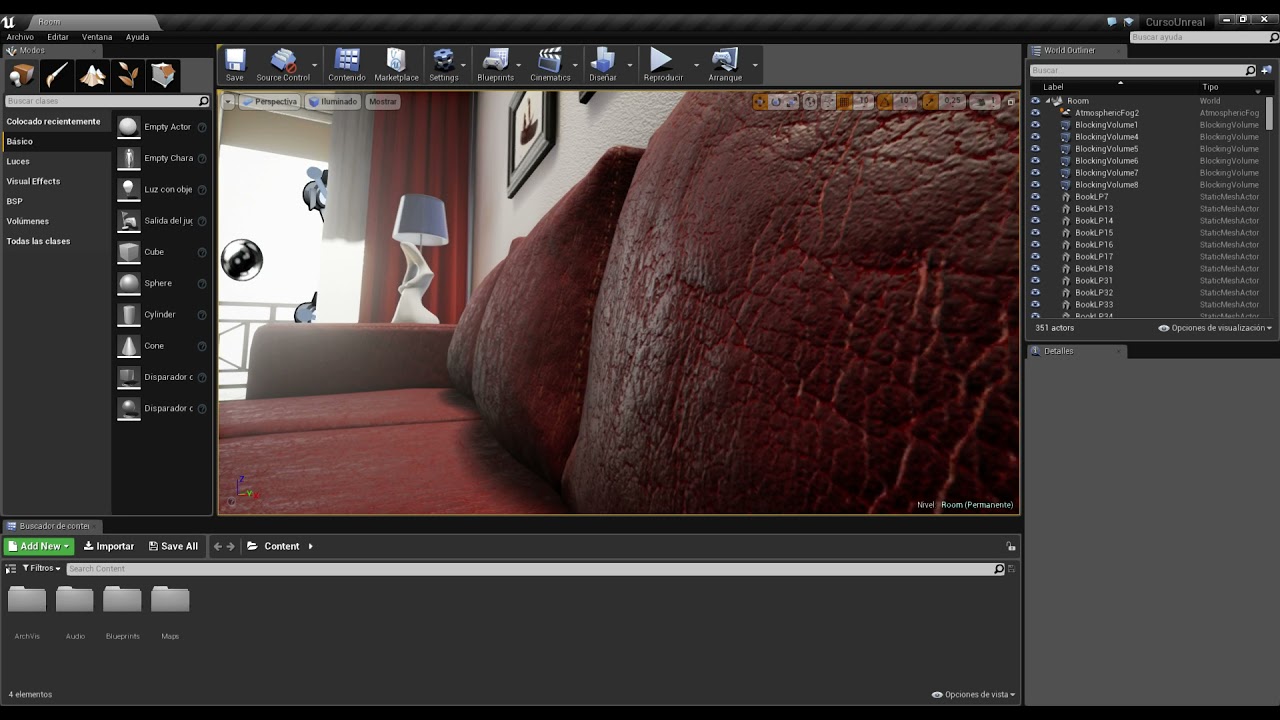 Room
CursoUnreal
Archivo Editar Ventana Ayuda
Buscar ayuda
Modes
Buscar clases
Colocado recientemente
Básico
Luces
Visual Effects
BSP
Volúmenes
Todas las clases
Empty Actor
Empty Chara
Luz con obje
Salida del jug
Cube
Sphere
Cylinder
Cone
Disparador c
Disparador c
Save
Source Control
Contenido
Marketplace
Settings
Blueprints
Cinematics
Diseñar
Reproducir
Arranque
Perspectiva
Iluminado
Mostrar
10
10°
0,25
1
Nivel Room (Permanente)
World Outliner
Buscar
Label Tipo
Room World
AtmosphericFog2 AtmosphericFog
BlockingVolume1 BlockingVolume
BlockingVolume4 BlockingVolume
BlockingVolume5 BlockingVolume
BlockingVolume6 BlockingVolume
BlockingVolume7 BlockingVolume
BlockingVolume8 BlockingVolume
BookLP7 StaticMeshActor
BookLP13 StaticMeshActor
BookLP14 StaticMeshActor
BookLP15 StaticMeshActor
BookLP16 StaticMeshActor
BookLP17 StaticMeshActor
BookLP18 StaticMeshActor
BookLP31 StaticMeshActor
BookLP32 StaticMeshActor
BookLP33 StaticMeshActor
BookLP34 StaticMeshActor
351 actors Opciones de visualización
Detalles
Buscador de conter
Add New Importar Save All Content
Filtros Search Content
ArchVis
Audio
Blueprints
Maps
4 elementos Opciones de vista